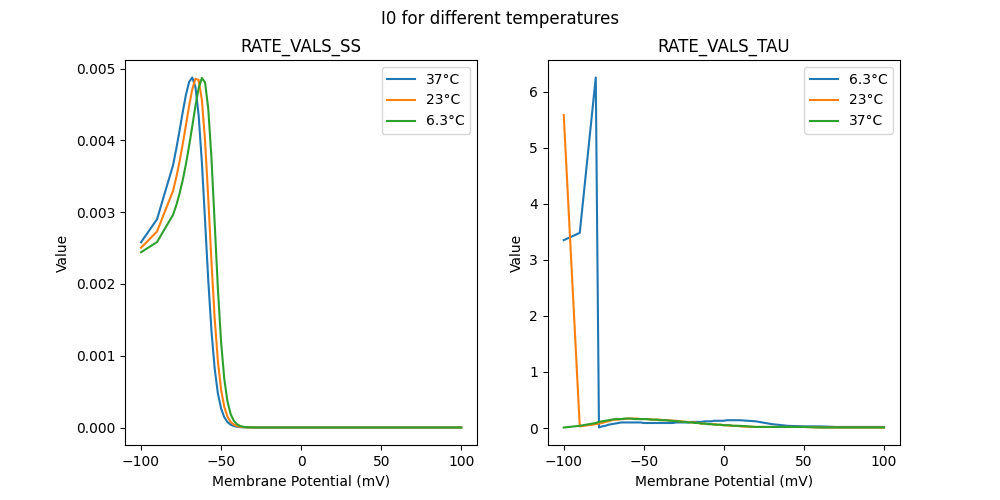 I0 for different temperatures
RATE_VALS_SS
0.005
0.004
0.003
0.002
0.001
0.000
Value
−100
−50
0
50
100
Membrane Potential (mV)
37°C
23°C
6.3°C
RATE_VALS_TAU
6
5
4
3
2
1
0
Value
−100
−50
0
50
100
Membrane Potential (mV)
6.3°C
23°C
37°C